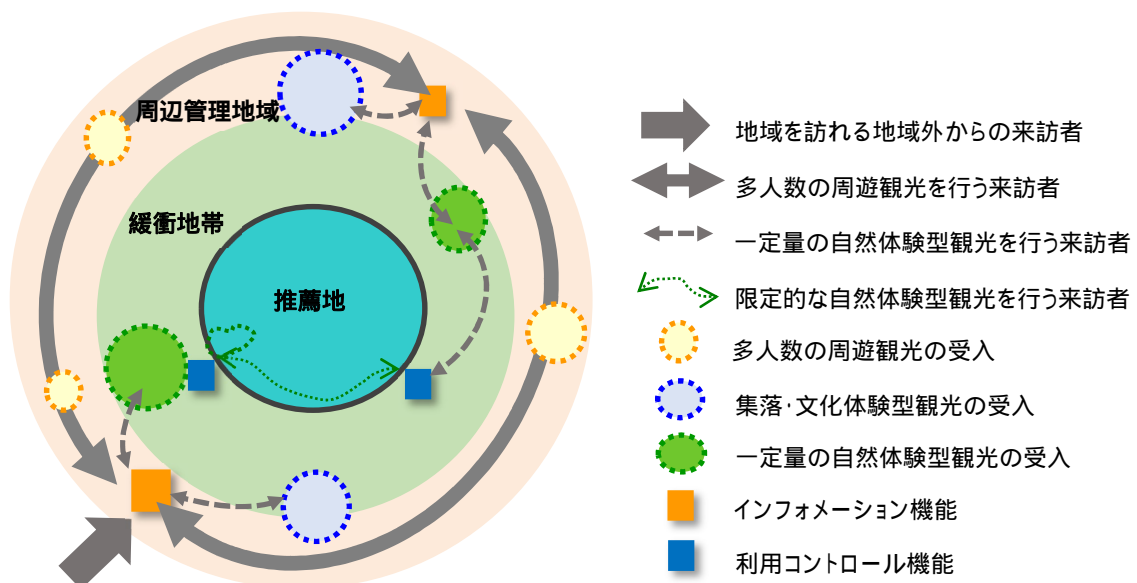 周辺管理地域
緩衝地帯
推薦地
地域を訪れる地域外からの来訪者
多人数の周遊観光を行う来訪者
一定量の自然体験型観光を行う来訪者
限定的な自然体験型観光を行う来訪者
多人数の周遊観光の受入
集落･文化体験型観光の受入
一定量の自然体験型観光の受入
インフォメーション機能
利用コントロール機能